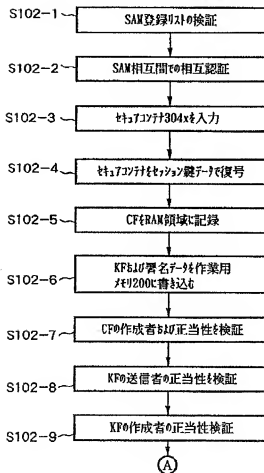 S102-1
SAM登録リストの検証
S102-2
SAM相互間での相互認証
S102-3
セキュアコンテナ304xを入力
S102-4
セキュアコンテナをセッション鍵データで復号
S102-5
CFをRAM領域に記録
S102-6
KFおよび署名データを作業用
メモリ200に書き込む
S102-7
CFの作成者および正当性を検証
S102-8
KFの送信者の正当性を検証
S102-9
KFの作成者の正当性検証
A